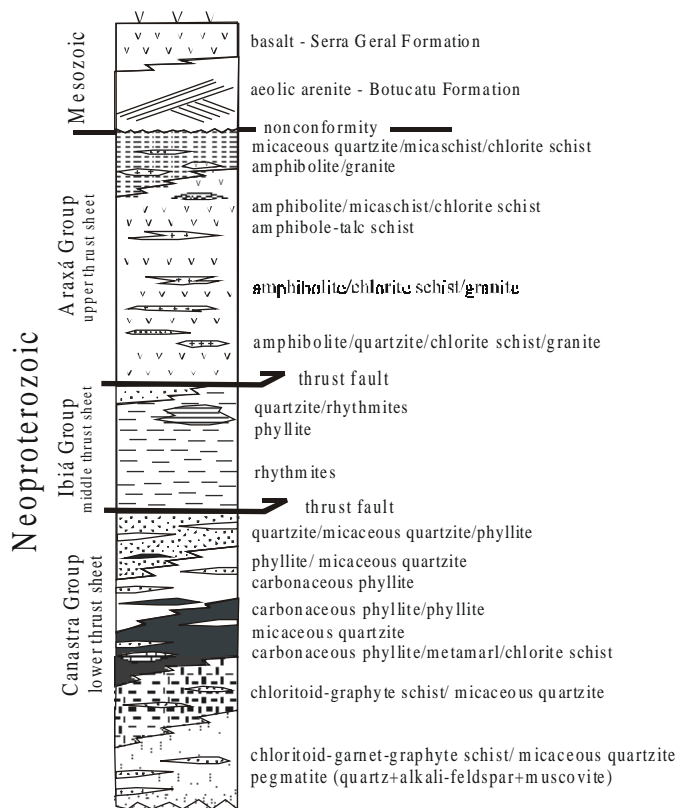 Mesozoic
basalt - Serra Geral Formation
aeolic arenite - Botucatu Formation
nonconformity
Neoproterozoic
Araxá Group
upper thrust sheet
micaceous quartzite/micaschist/chlorite schist
amphibolite/granite
amphibolite/micaschist/chlorite schist
amphibole-talc schist
amphibolite/chlorite schist/granite
amphibolite/quartzite/chlorite schist/granite
thrust fault
Ibiá Group
middle thrust sheet
quartzite/rhythmites
phyllite
rhythmites
thrust fault
Canastra Group
lower thrust sheet
quartzite/micaceous quartzite/phyllite
phyllite/ micaceous quartzite
carbonaceous phyllite
carbonaceous phyllite/phyllite
micaceous quartzite
carbonaceous phyllite/metamarl/chlorite schist
chloritoid-graphyte schist/ micaceous quartzite
chloritoid-garnet-graphyte schist/ micaceous quartzite
pegmatite (quartz+alkali-feldspar+muscovite)